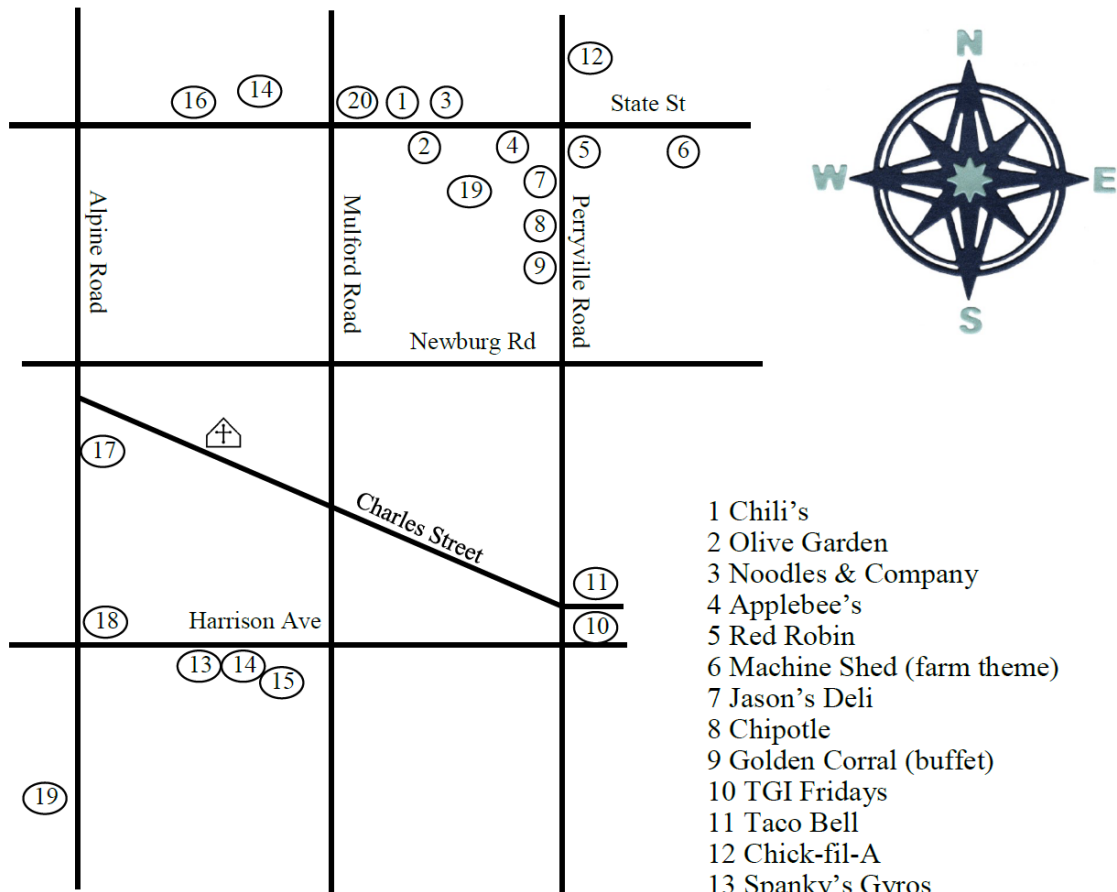 N
12
16
14
20
1
3
State St
2
4
5
6
W
E
7
19
Alpine Road
Mulford Road
Perryville Road
8
9
S
Newburg Rd
17
Charles Street
1 Chili's
2 Olive Garden
3 Noodles & Company
11
4 Applebee's
18
Harrison Ave
10
5 Red Robin
13
14
15
6 Machine Shed (farm theme)
7 Jason's Deli
8 Chipotle
9 Golden Corral (buffet)
19
10 TGI Fridays
11 Taco Bell
12 Chick-fil-A
13 Spanky's Gyros